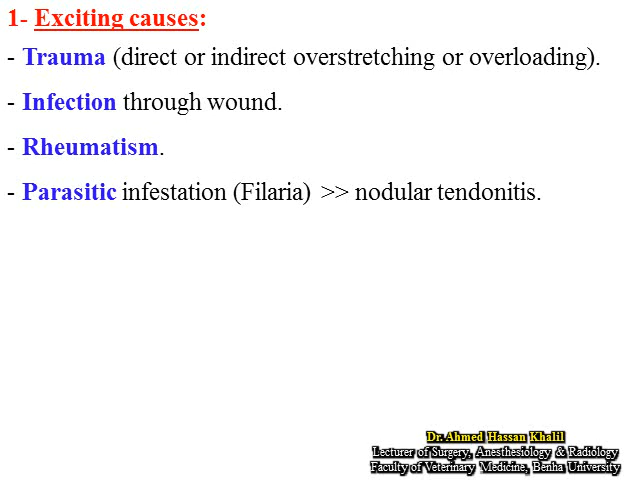 1- Exciting causes:
- Trauma (direct or indirect overstretching or overloading).
- Infection through wound.
- Rheumatism.
- Parasitic infestation (Filaria) >> nodular tendonitis.
Dr. Ahmed Hassan Khalil
Lecturer of Surgery, Anesthesiology & Radiology
Faculty of Veterinary Medicine, Benha University